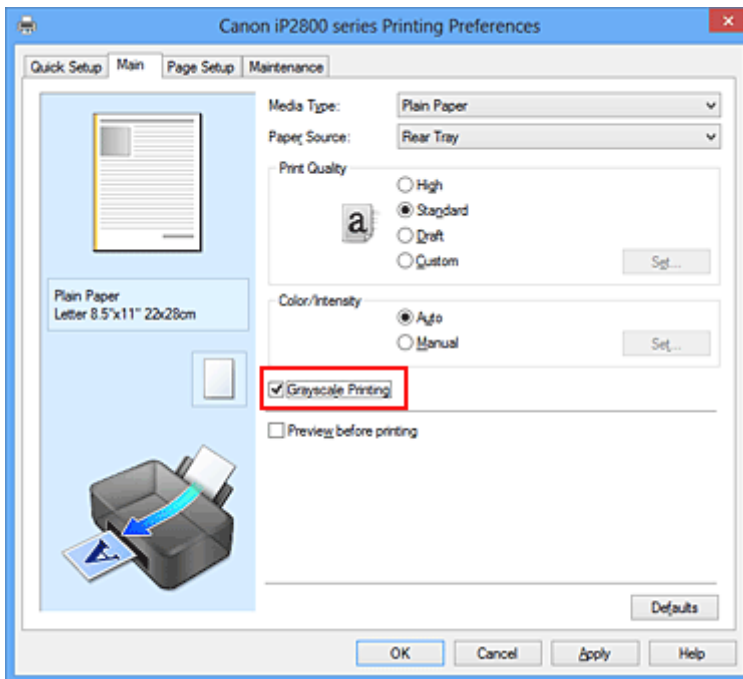 Canon iP2800 series Printing Preferences
Quick Setup Main Page Setup Maintenance
Media Type: Plain Paper
Paper Source: Rear Tray
Print Quality
High
a Standard
Draft
Custom Set...
Plain Paper
Letter 8.5"x11" 22x28cm
Color/Intensity
Auto
Manual Set...
Grayscale Printing
Preview before printing
A
Defaults
OK Cancel Apply Help